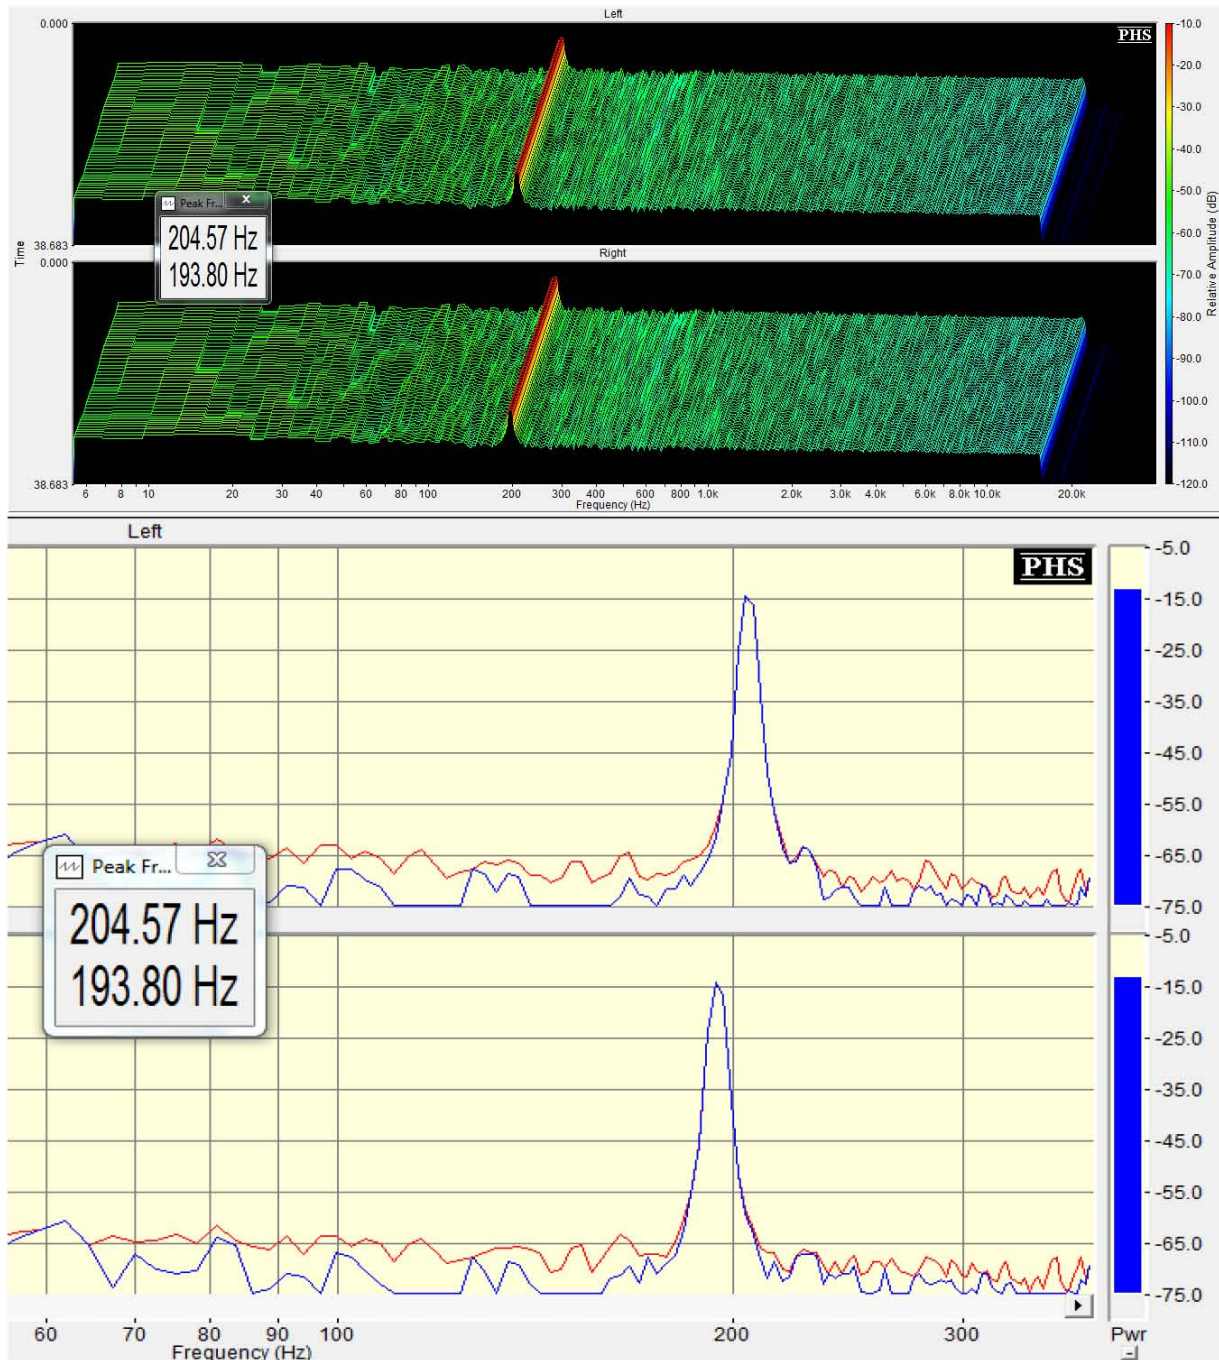 Left
0.000
PHS
-10.0
-20.0
-30.0
-40.0
-50.0
-60.0
-70.0
-80.0
-90.0
-100.0
-110.0
-120.0
Relative Amplitude (dB)
Peak Fr... x
204.57 Hz
193.80 Hz
Time
38.683
Right
0.000
38.683
6 8 10 20 30 40 60 80 100 200 300 400 600 800 1.0k 2.0k 3.0k 4.0k 6.0k 8.0k 10.0k 20.0k
Frequency (Hz)
Left
PHS
-5.0
-15.0
-25.0
-35.0
-45.0
-55.0
-65.0
-75.0
Peak Fr... X
204.57 Hz
193.80 Hz
-5.0
-15.0
-25.0
-35.0
-45.0
-55.0
-65.0
-75.0
60 70 80 90 100 200 300 Pwr
Frequency (Hz)